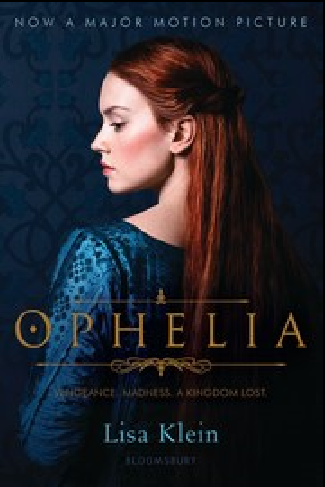 NOW A MAJOR MOTION PICTURE
OPHELIA
VENGEANCE. MADNESS. A KINGDOM LOST.
Lisa Klein
BLOOMSBURY